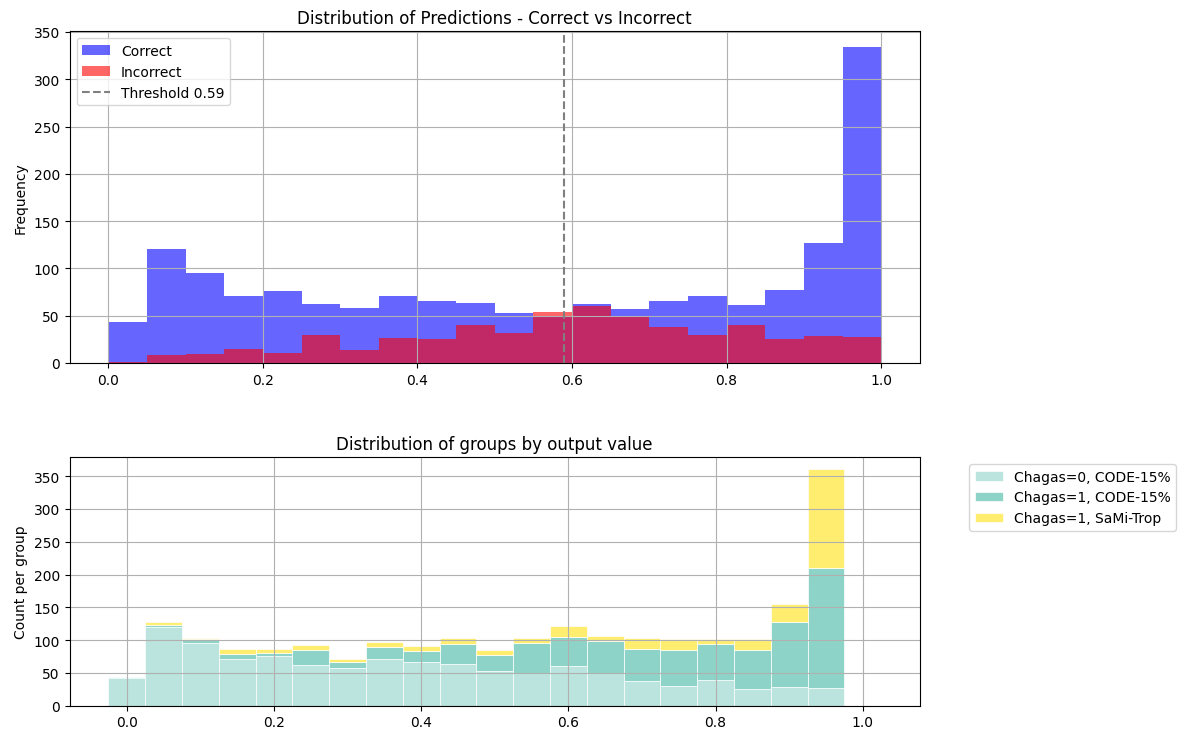 Distribution of Predictions - Correct vs Incorrect
350
300
250
200
150
100
50
0
Frequency
Correct
Incorrect
Threshold 0.59
0.0 0.2 0.4 0.6 0.8 1.0
Distribution of groups by output value
350
300
250
200
150
100
50
0
Count per group
0.0 0.2 0.4 0.6 0.8 1.0
Chagas=0, CODE-15%
Chagas=1, CODE-15%
Chagas=1, SaMi-Trop